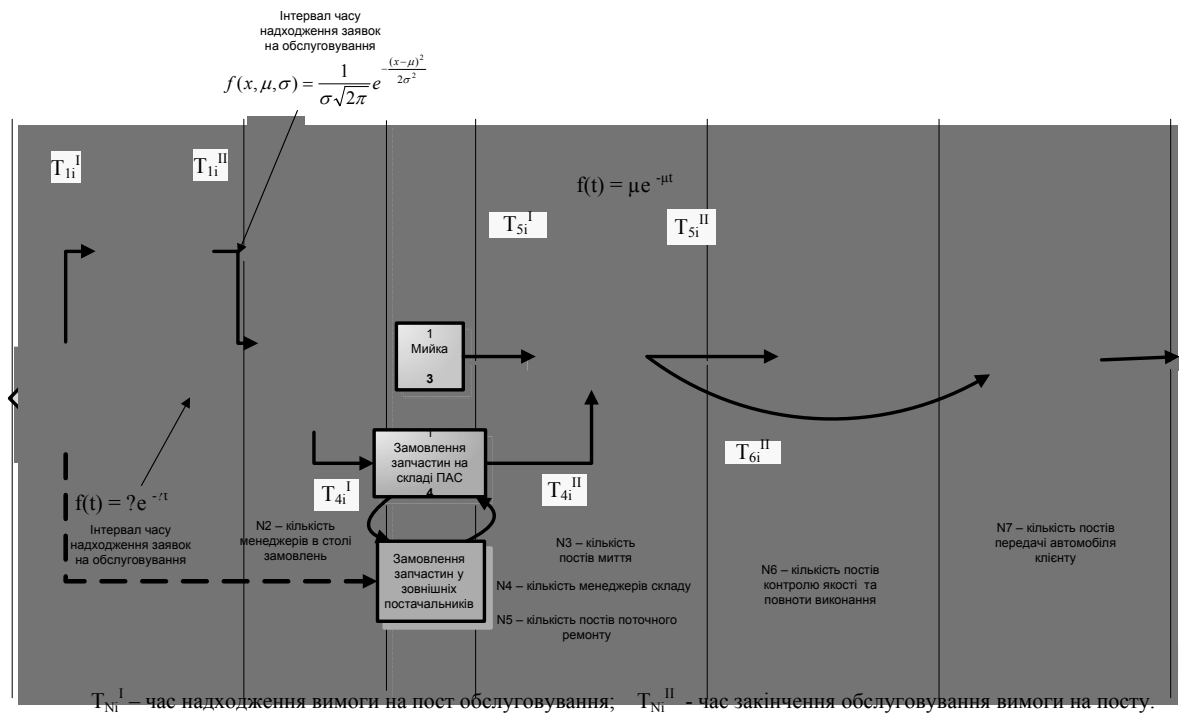 Інтервал часу
надходження заявок
на обслуговування
f(x, μ, σ) = 1/(σ√(2π)) e^(-(x-μ)²/(2σ²))
T1i^I
T1i^II
f(t) = μe^-μt
T5i^I
T5i^II
1
Мийка
3
Замовлення
запчастин на
складі ПАС
4
T4i^I
T4i^II
T6i^II
f(t) = ?e
Інтервал часу
надходження заявок
на обслуговування
N2 – кількість
менеджерів в столі
замовлень
Замовлення
запчастин у
зовнішніх
постачальників
N3 – кількість
постів миття
N4 – кількість менеджерів складу
N5 – кількість постів поточного
ремонту
N6 – кількість постів
контролю якості та
повноти виконання
N7 – кількість постів
передачі автомобіля
клієнту
TNi^I – час надходження вимоги на пост обслуговування; TNi^II - час закінчення обслуговування вимоги на посту.